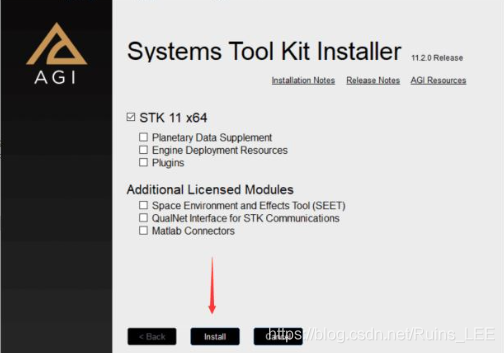 AGI
Systems Tool Kit Installer 11.2.0 Release
Installation Notes Release Notes AGI Resources
STK 11 x64
Planetary Data Supplement
Engine Deployment Resources
Plugins
Additional Licensed Modules
Space Environment and Effects Tool (SEET)
QualNet Interface for STK Communications
Matlab Connectors
< Back Install Cancel
https://blog.csdn.net/Ruins_LEE